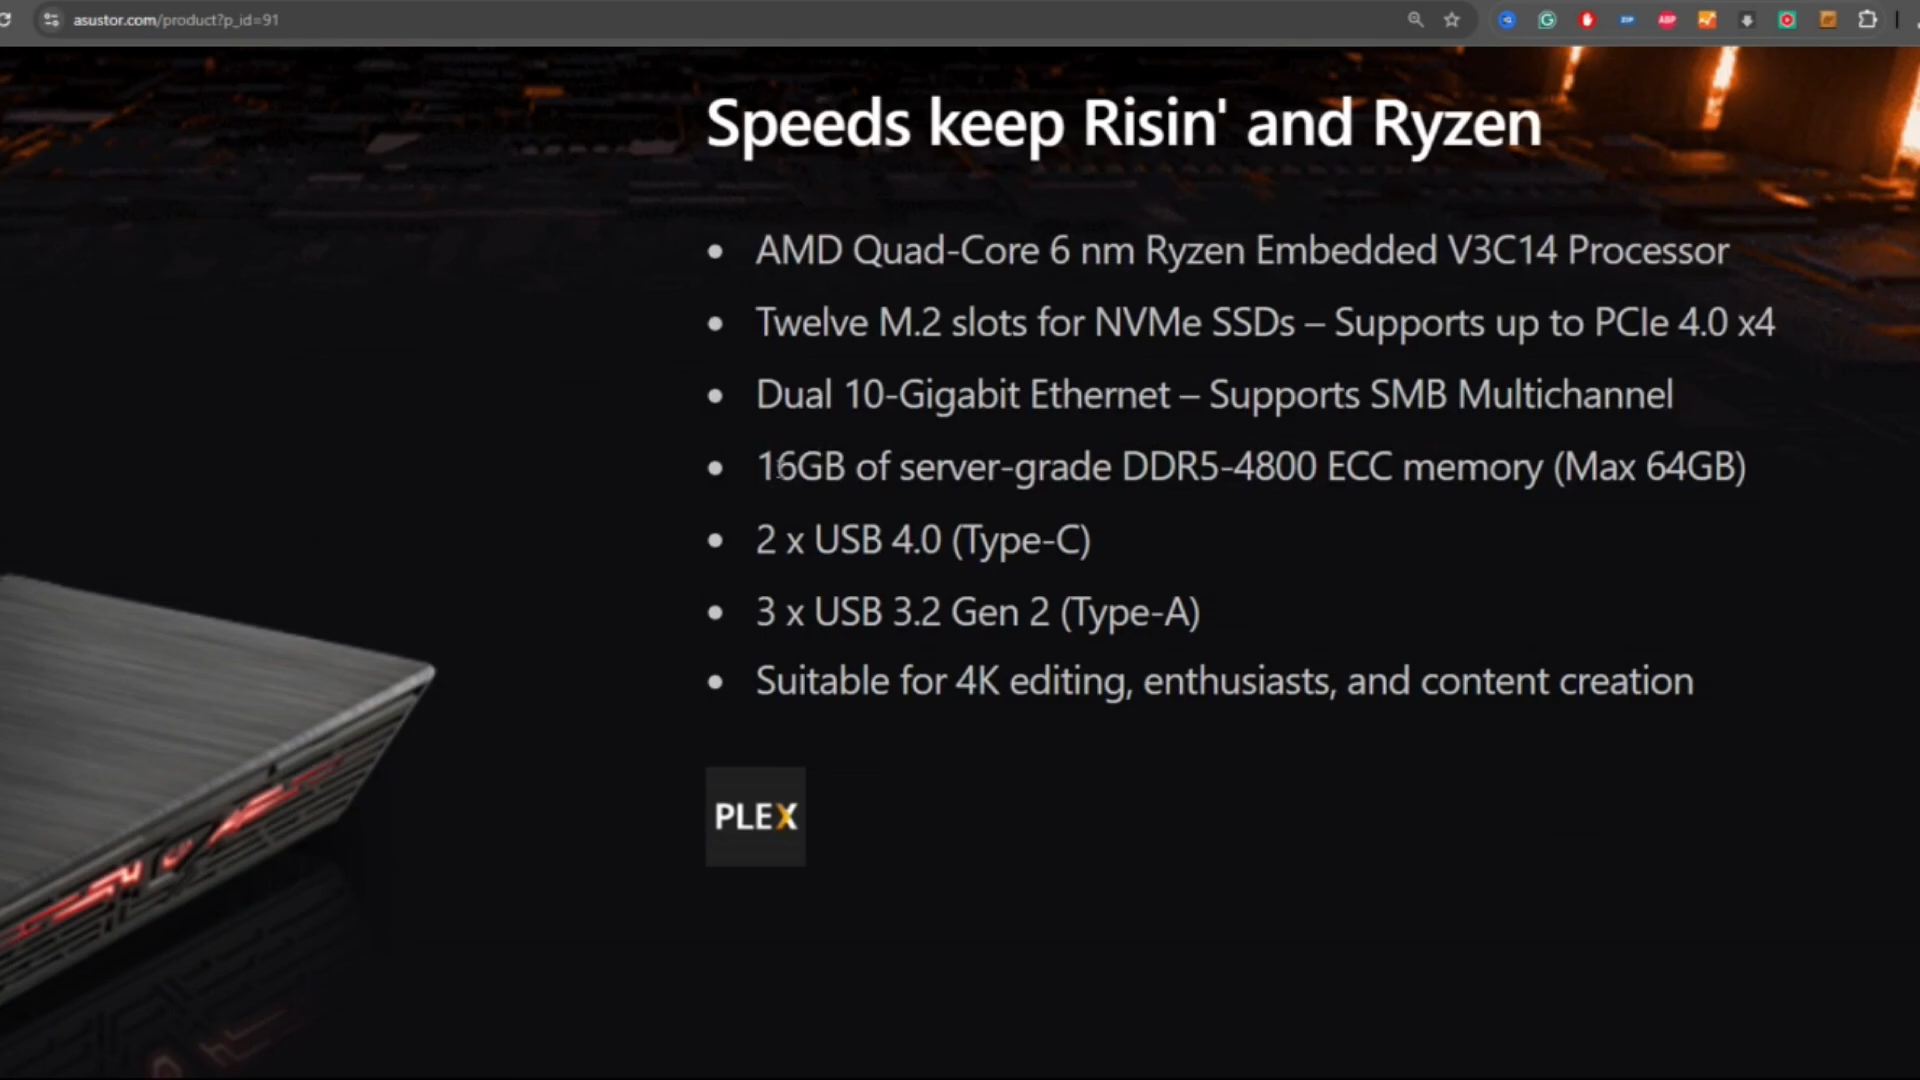 asustor.com/product?p_id=91
ZIP
ABP
Speeds keep Risin' and Ryzen
• AMD Quad-Core 6 nm Ryzen Embedded V3C14 Processor
• Twelve M.2 slots for NVMe SSDs – Supports up to PCIe 4.0 x4
• Dual 10-Gigabit Ethernet – Supports SMB Multichannel
• 16GB of server-grade DDR5-4800 ECC memory (Max 64GB)
• 2 x USB 4.0 (Type-C)
• 3 x USB 3.2 Gen 2 (Type-A)
• Suitable for 4K editing, enthusiasts, and content creation
PLEX